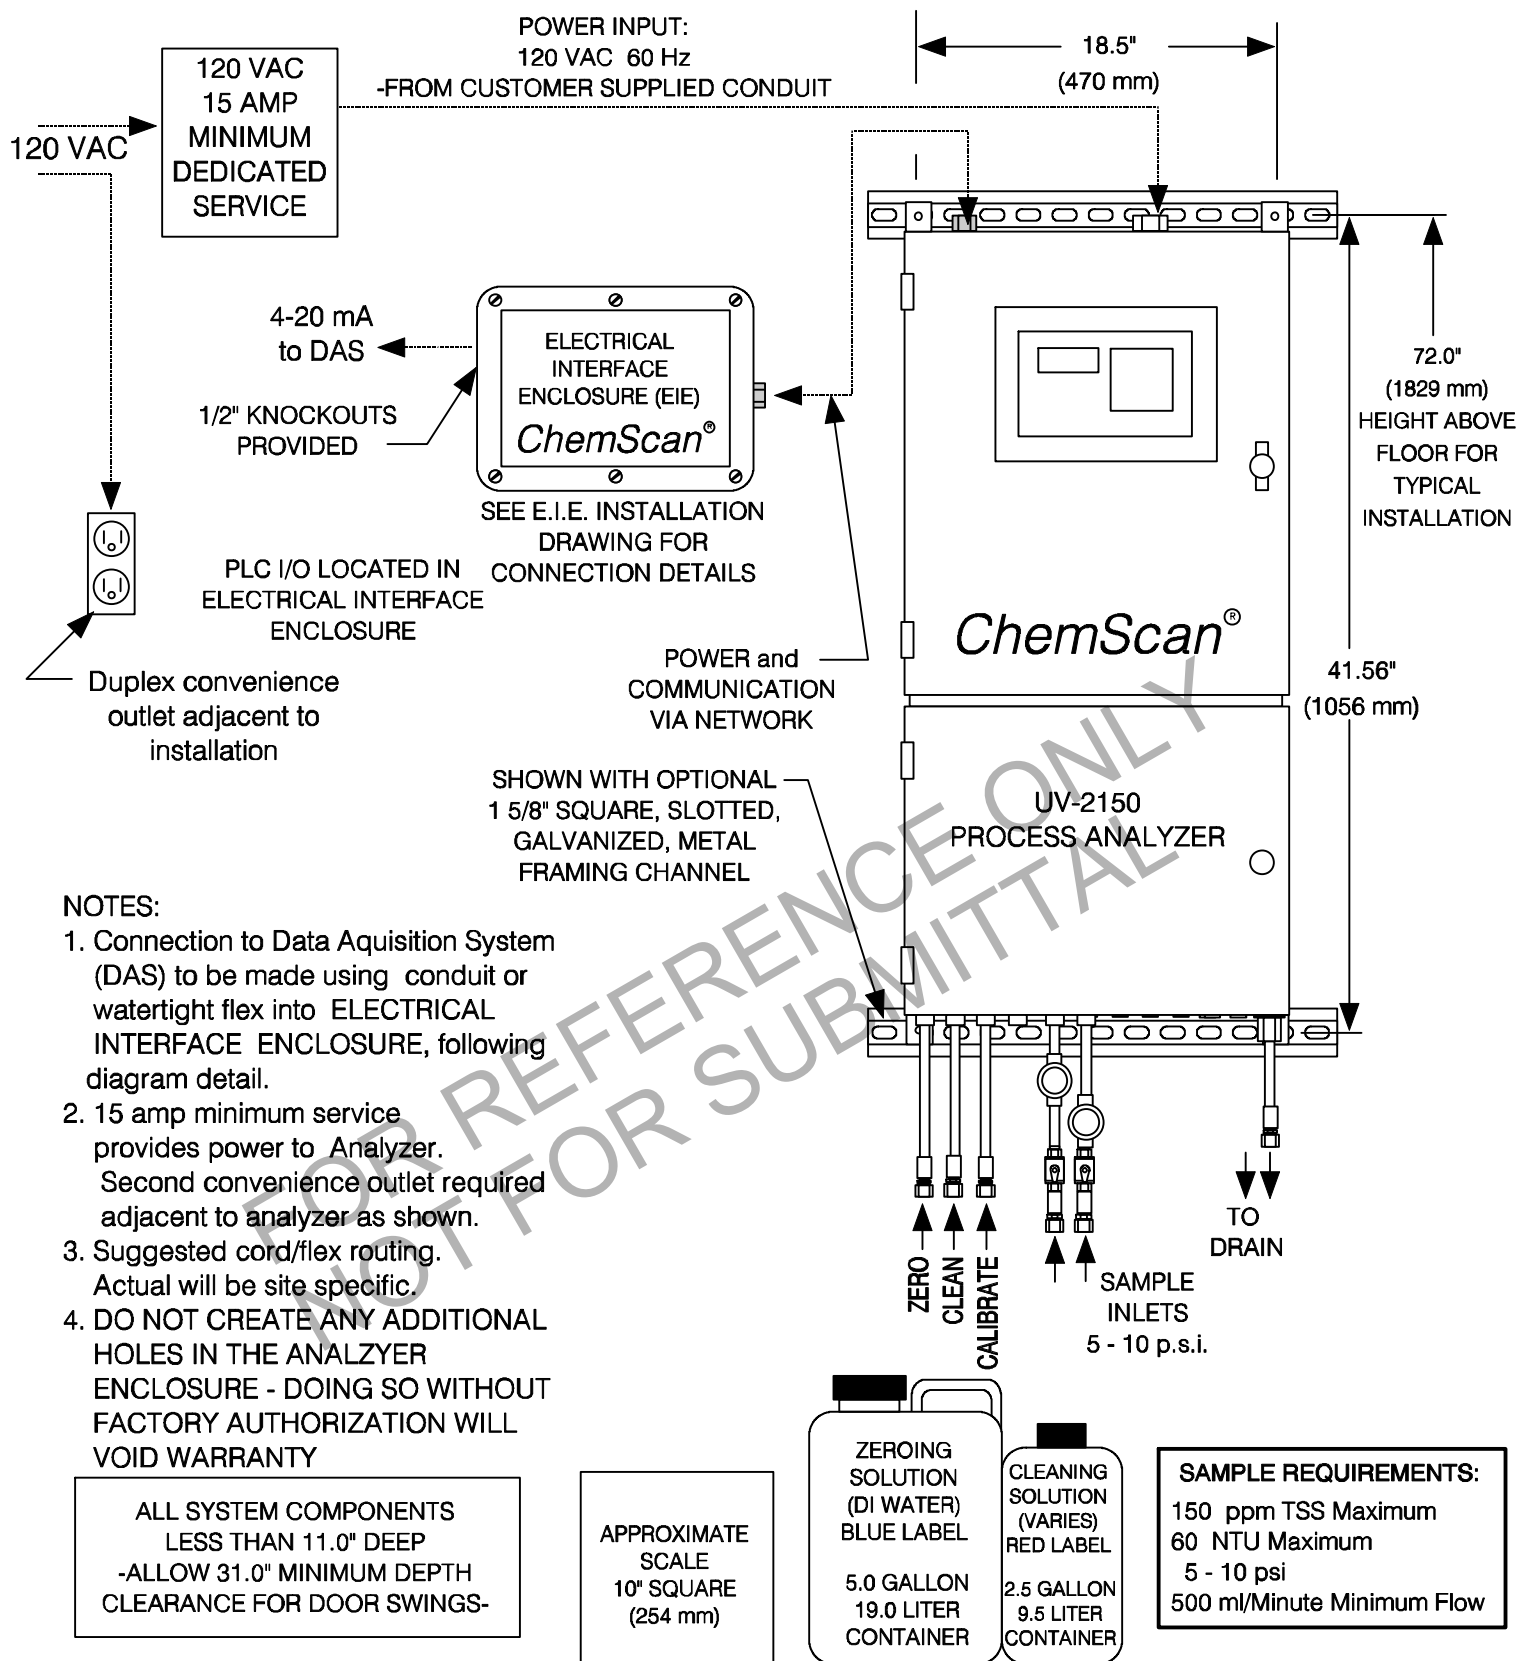 POWER INPUT:
120 VAC  60 Hz
-FROM CUSTOMER SUPPLIED CONDUIT
18.5"
(470 mm)
120 VAC
15 AMP
MINIMUM
DEDICATED
SERVICE
120 VAC
4-20 mA
to DAS
1/2" KNOCKOUTS
PROVIDED
ELECTRICAL
INTERFACE
ENCLOSURE (EIE)
ChemScan®
SEE E.I.E. INSTALLATION
DRAWING FOR
CONNECTION DETAILS
72.0"
(1829 mm)
HEIGHT ABOVE
FLOOR FOR
TYPICAL
INSTALLATION
PLC I/O LOCATED IN
ELECTRICAL INTERFACE
ENCLOSURE
Duplex convenience
outlet adjacent to
installation
POWER and
COMMUNICATION
VIA NETWORK
ChemScan®
41.56"
(1056 mm)
SHOWN WITH OPTIONAL
1 5/8" SQUARE, SLOTTED,
GALVANIZED, METAL
FRAMING CHANNEL
UV-2150
PROCESS ANALYZER
FOR REFERENCE ONLY
NOT FOR SUBMITTAL
NOTES:
1. Connection to Data Aquisition System
(DAS) to be made using  conduit or
watertight flex into  ELECTRICAL
INTERFACE  ENCLOSURE, following
diagram detail.
2. 15 amp minimum service
provides power to  Analyzer.
Second convenience outlet required
adjacent to analyzer as shown.
3. Suggested cord/flex routing.
Actual will be site specific.
4. DO NOT CREATE ANY ADDITIONAL
HOLES IN THE ANALZYER
ENCLOSURE - DOING SO WITHOUT
FACTORY AUTHORIZATION WILL
VOID WARRANTY
ZERO
CLEAN
CALIBRATE
SAMPLE
INLETS
5 - 10 p.s.i.
TO
DRAIN
ALL SYSTEM COMPONENTS
LESS THAN 11.0" DEEP
-ALLOW 31.0" MINIMUM DEPTH
CLEARANCE FOR DOOR SWINGS-
APPROXIMATE
SCALE
10" SQUARE
(254 mm)
ZEROING
SOLUTION
(DI WATER)
BLUE LABEL
5.0 GALLON
19.0 LITER
CONTAINER
CLEANING
SOLUTION
(VARIES)
RED LABEL
2.5 GALLON
9.5 LITER
CONTAINER
SAMPLE REQUIREMENTS:
150  ppm TSS Maximum
60  NTU Maximum
5 - 10 psi
500 ml/Minute Minimum Flow